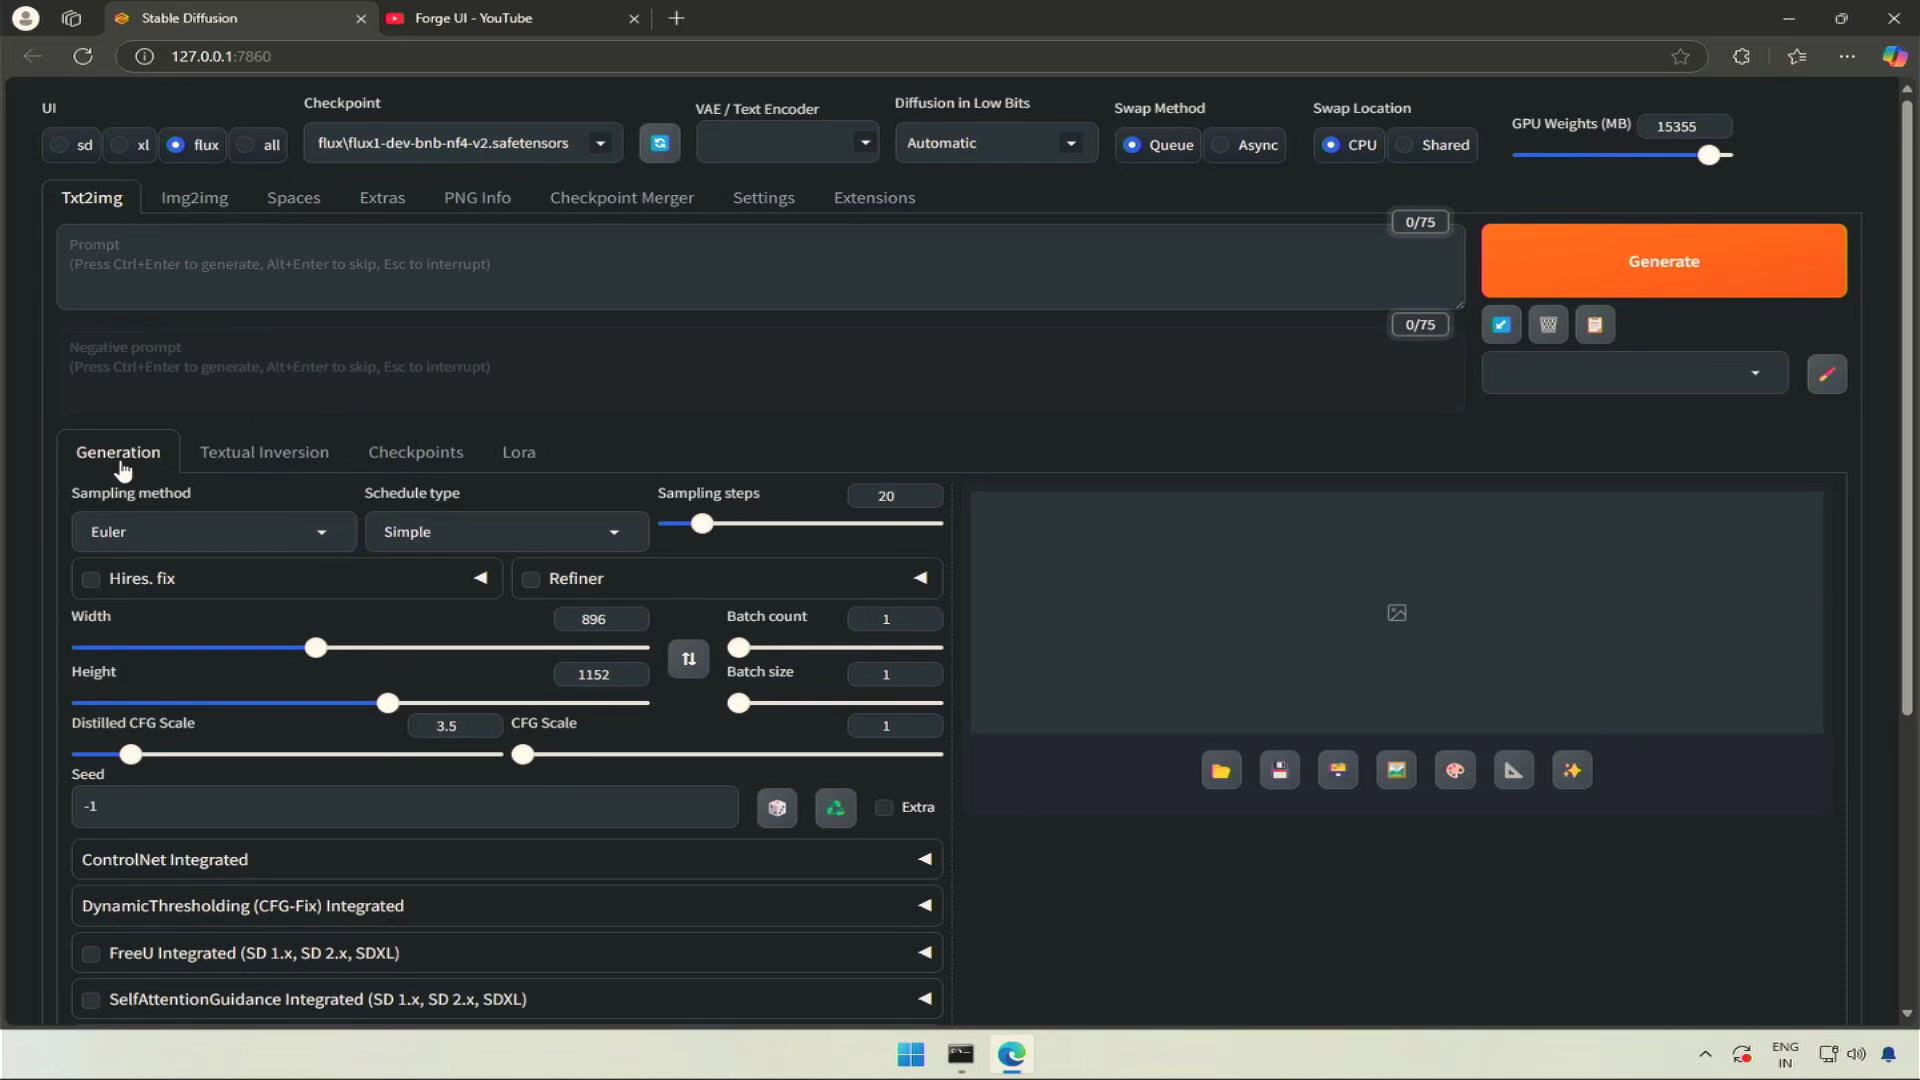 Stable Diffusion
Forge UI - YouTube
127.0.0.1:7860
UI
sd
xl
flux
all
Checkpoint
flux\flux1-dev-bnb-nf4-v2.safetensors
VAE / Text Encoder
Diffusion in Low Bits
Automatic
Swap Method
Queue
Async
Swap Location
CPU
Shared
GPU Weights (MB)
15355
Txt2img
Img2img
Spaces
Extras
PNG Info
Checkpoint Merger
Settings
Extensions
0/75
Prompt
(Press Ctrl+Enter to generate, Alt+Enter to skip, Esc to interrupt)
Generate
0/75
Negative prompt
(Press Ctrl+Enter to generate, Alt+Enter to skip, Esc to interrupt)
Generation
Textual Inversion
Checkpoints
Lora
Sampling method
Euler
Schedule type
Simple
Sampling steps
20
Hires. fix
Refiner
Width
896
Batch count
1
Height
1152
Batch size
1
Distilled CFG Scale
3.5
CFG Scale
1
Seed
-1
Extra
ControlNet Integrated
DynamicThresholding (CFG-Fix) Integrated
FreeU Integrated (SD 1.x, SD 2.x, SDXL)
SelfAttentionGuidance Integrated (SD 1.x, SD 2.x, SDXL)
ENG
IN